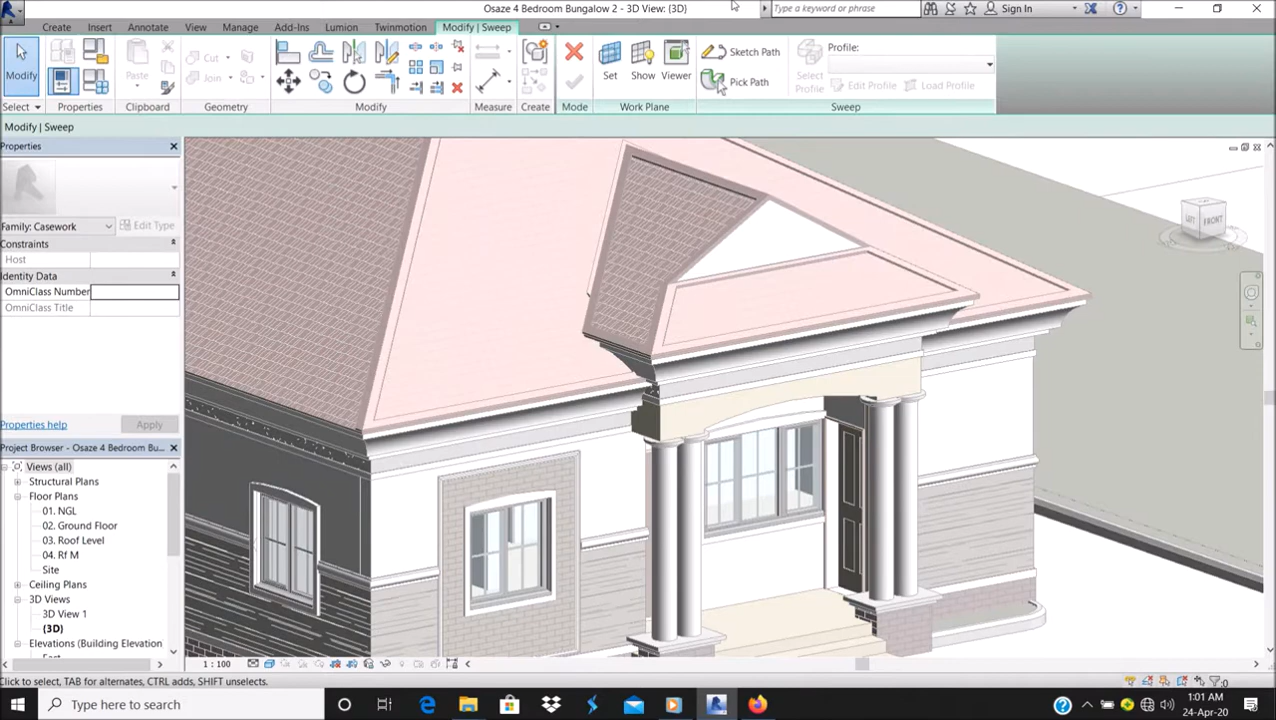 Osaze 4 Bedroom Bungalow 2 - 3D View: {3D}
Type a keyword or phrase
Sign In
Create Insert Annotate View Manage Add-Ins Lumion Twinmotion Modify | Sweep
Modify
Paste
Cut
Join
Set Show Viewer
Sketch Path
Pick Path
Select Profile
Profile:
Edit Profile Load Profile
Select Properties Clipboard Geometry Modify Measure Create Mode Work Plane Sweep
Modify | Sweep
Properties
Family: Casework
Edit Type
Constraints
Host
Identity Data
OmniClass Number
OmniClass Title
Properties help
Apply
Project Browser - Osaze 4 Bedroom Bu...
Views (all)
Structural Plans
Floor Plans
01. NGL
02. Ground Floor
03. Roof Level
04. Rf M
Site
Ceiling Plans
3D Views
3D View 1
{3D}
Elevations (Building Elevation
LEFT FRONT
1 : 100
Click to select, TAB for alternates, CTRL adds, SHIFT unselects.
:0
Type here to search
1:01 AM
24-Apr-20